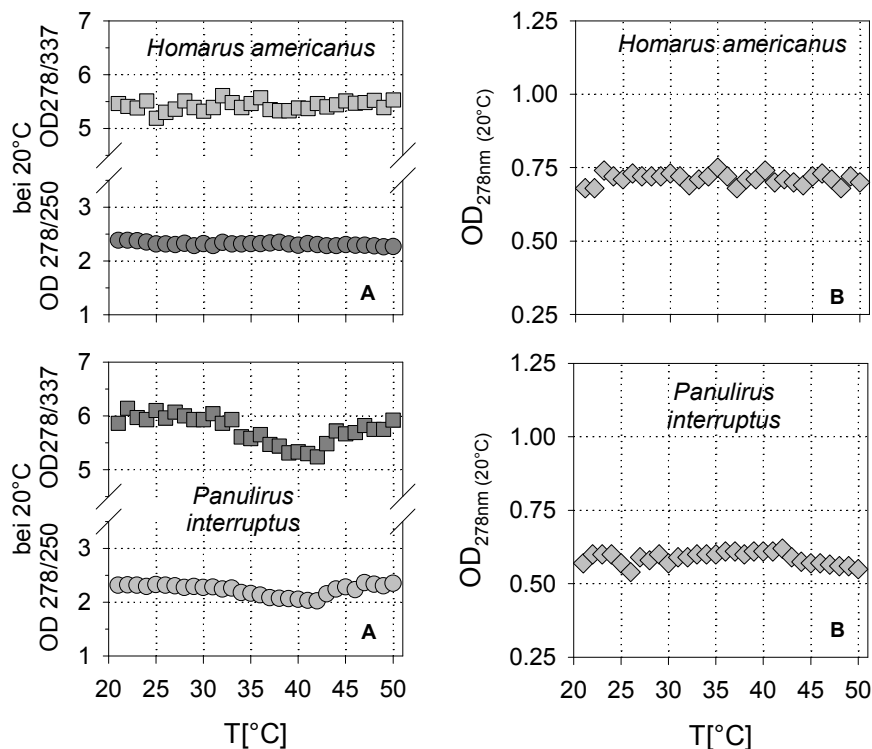 7
6
5
3
2
1
bei 20°C
OD 278/250 OD278/337
Homarus americanus
A
1.25
1.00
0.75
0.50
0.25
OD278nm (20°C)
Homarus americanus
B
7
6
5
3
2
1
bei 20°C
OD 278/250 OD278/337
Panulirus
interruptus
A
20 25 30 35 40 45 50
T[°C]
1.25
1.00
0.75
0.50
0.25
OD278nm (20°C)
Panulirus
interruptus
B
20 25 30 35 40 45 50
T[°C]